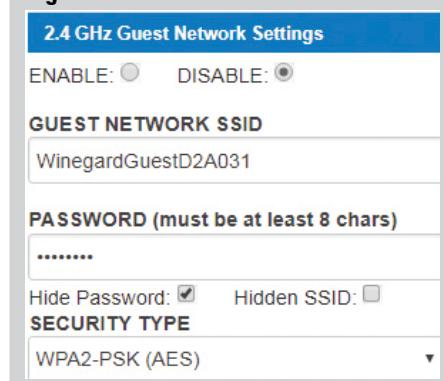 2.4 GHz Guest Network Settings
ENABLE: DISABLE:
GUEST NETWORK SSID
WinegardGuestD2A031
PASSWORD (must be at least 8 chars)
••••••••
Hide Password: Hidden SSID:
SECURITY TYPE
WPA2-PSK (AES)